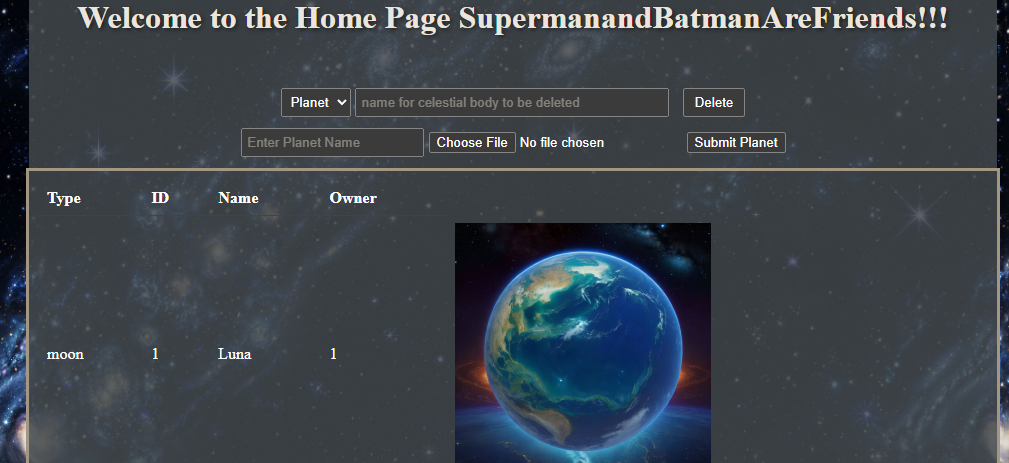 Welcome to the Home Page SupermanandBatmanAreFriends!!!
Planet name for celestial body to be deleted Delete
Enter Planet Name Choose File No file chosen Submit Planet
Type ID Name Owner
moon 1 Luna 1